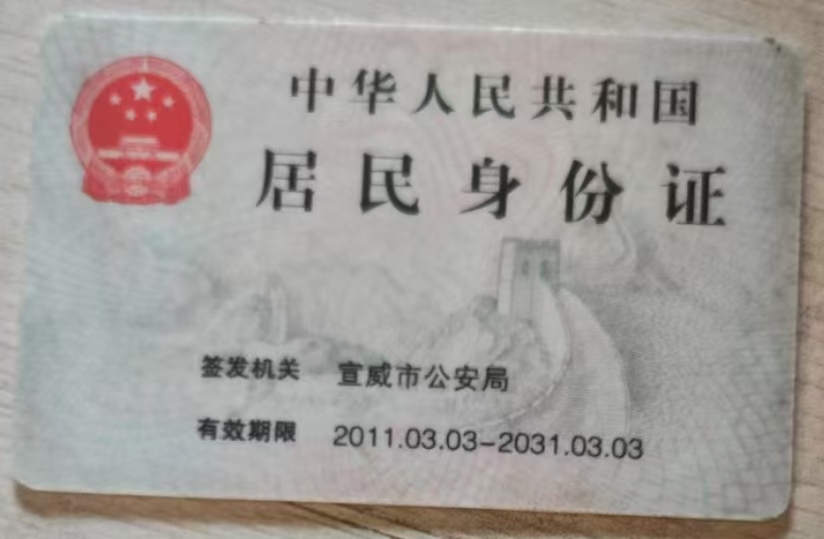 中华人民共和国
居民身份证
签发机关 宣威市公安局
有效期限 2011.03.03-2031.03.03